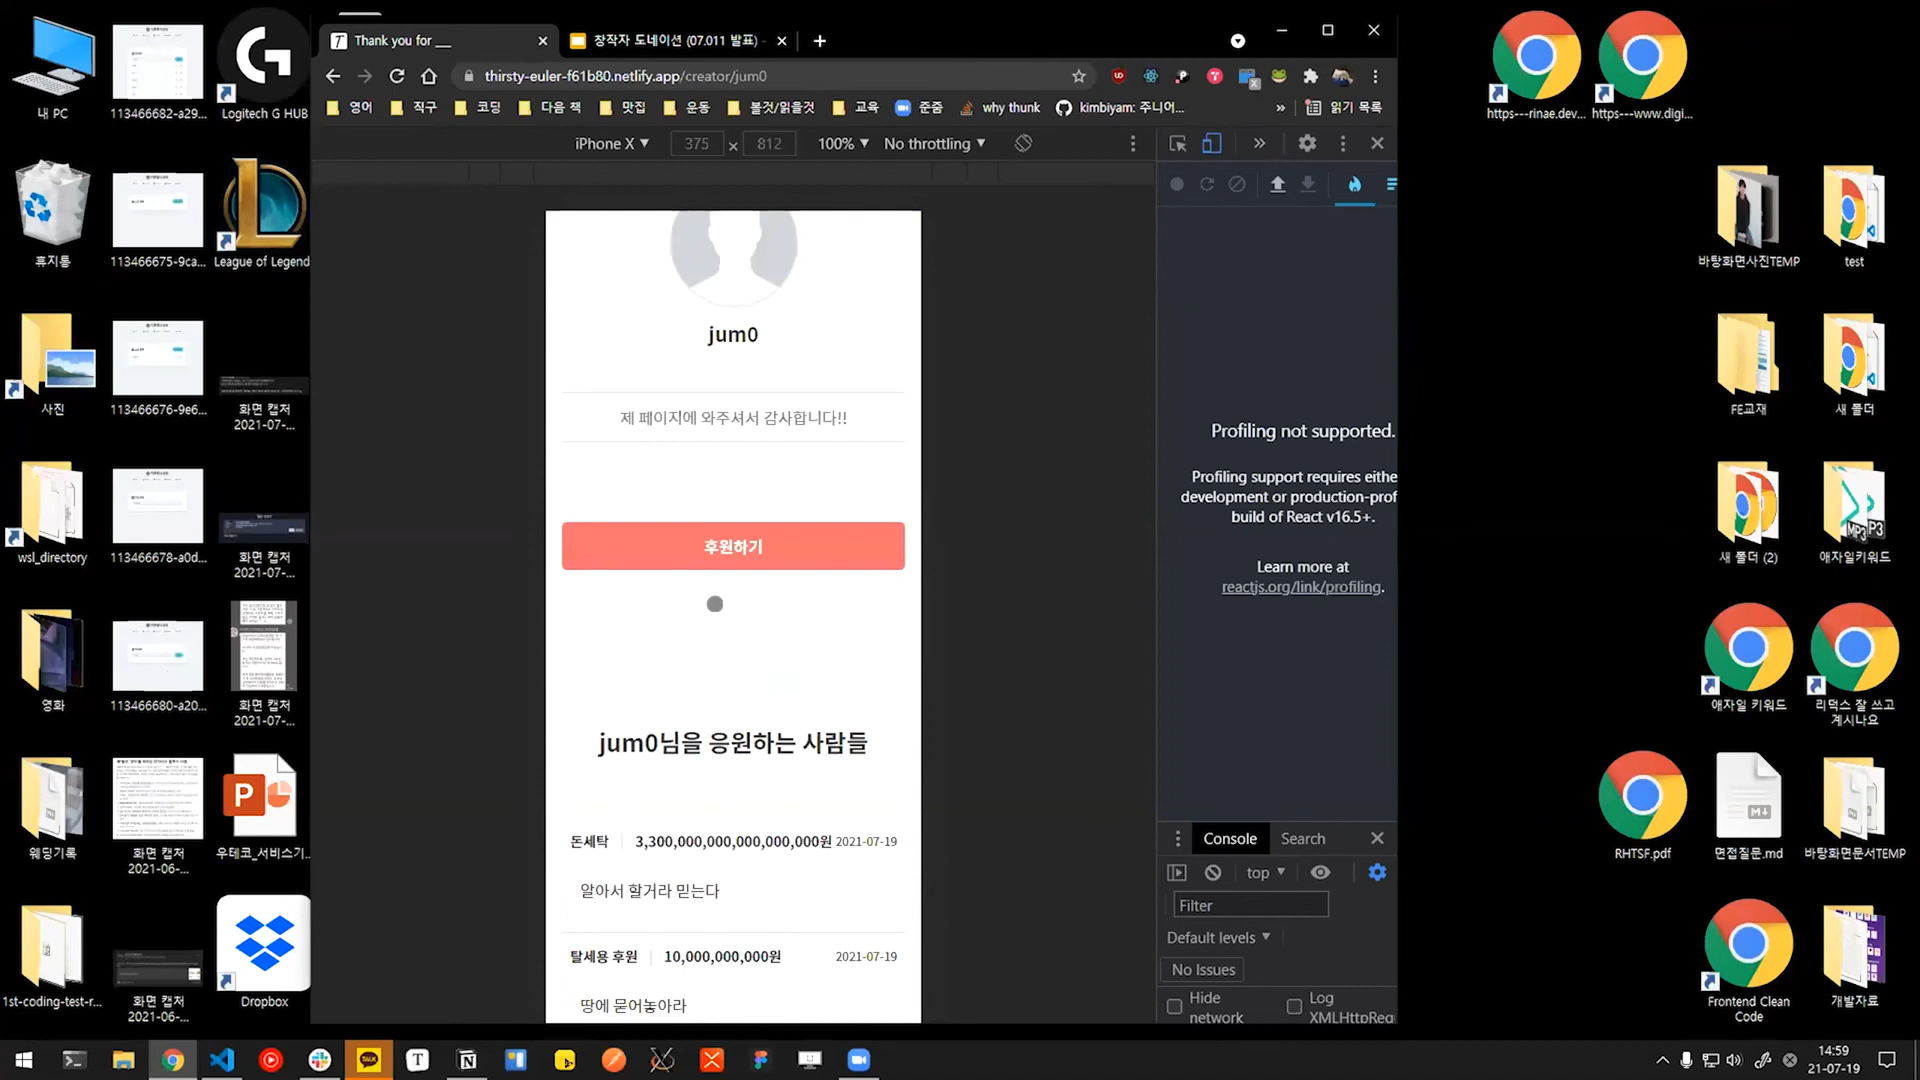 내 PC
113466682-a29...
Logitech G HUB
휴지통
113466675-9ca...
League of Legend
사진
113466676-9e6...
화면 캡처
2021-07-...
wsl_directory
113466678-a0d...
화면 캡처
2021-07-...
영화
113466680-a20...
화면 캡처
2021-07-...
웨딩기록
화면 캡처
2021-06-...
우테코_서비스기...
1st-coding-test-r...
화면 캡처
2021-06-...
Dropbox
Thank you for __
창작자 도네이션 (07.011 발표) -
thirsty-euler-f61b80.netlify.app/creator/jum0
영어
직구
코딩
다음 책
맛집
운동
볼것/읽을것
교육
준줌
why thunk
kimbiyam: 주니어...
»
읽기 목록
iPhone X
375
×
812
100%
No throttling
jum0
제 페이지에 와주셔서 감사합니다!!
후원하기
jum0님을 응원하는 사람들
돈세탁
3,300,000,000,000,000,000원
2021-07-19
알아서 할거라 믿는다
탈세용 후원
10,000,000,000원
2021-07-19
땅에 묻어놓아라
Profiling not supported.
Profiling support requires eithe
development or production-prof
build of React v16.5+.
Learn more at
reactjs.org/link/profiling.
Console
Search
top
Filter
Default levels
No Issues
Hide
network
Log
XMLHttpReq
https---rinae.dev...
https---www.digi...
바탕화면사진TEMP
test
FE교재
새 폴더
새 폴더 (2)
애자일키워드
애자일 키워드
리덕스 잘 쓰고
계시나요
RHTSF.pdf
면접질문.md
바탕화면문서TEMP
Frontend Clean
Code
개발자료
TALK
14:59
21-07-19